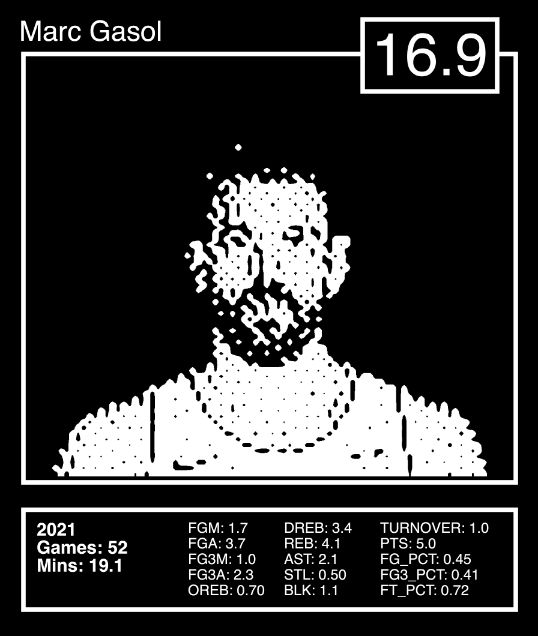 Marc Gasol
16.9
2021
Games: 52
Mins: 19.1
FGM: 1.7
FGA: 3.7
FG3M: 1.0
FG3A: 2.3
OREB: 0.70
DREB: 3.4
REB: 4.1
AST: 2.1
STL: 0.50
BLK: 1.1
TURNOVER: 1.0
PTS: 5.0
FG_PCT: 0.45
FG3_PCT: 0.41
FT_PCT: 0.72